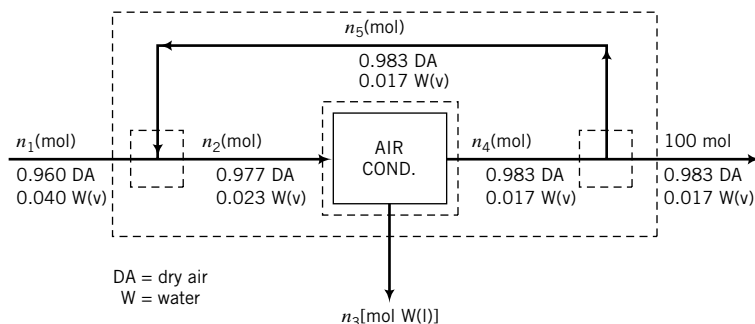 n5(mol)
0.983 DA
0.017 W(v)
n1(mol)
n2(mol)
AIR
COND.
n4(mol)
100 mol
0.960 DA
0.040 W(v)
0.977 DA
0.023 W(v)
0.983 DA
0.017 W(v)
0.983 DA
0.017 W(v)
DA = dry air
W = water
n3[mol W(l)]